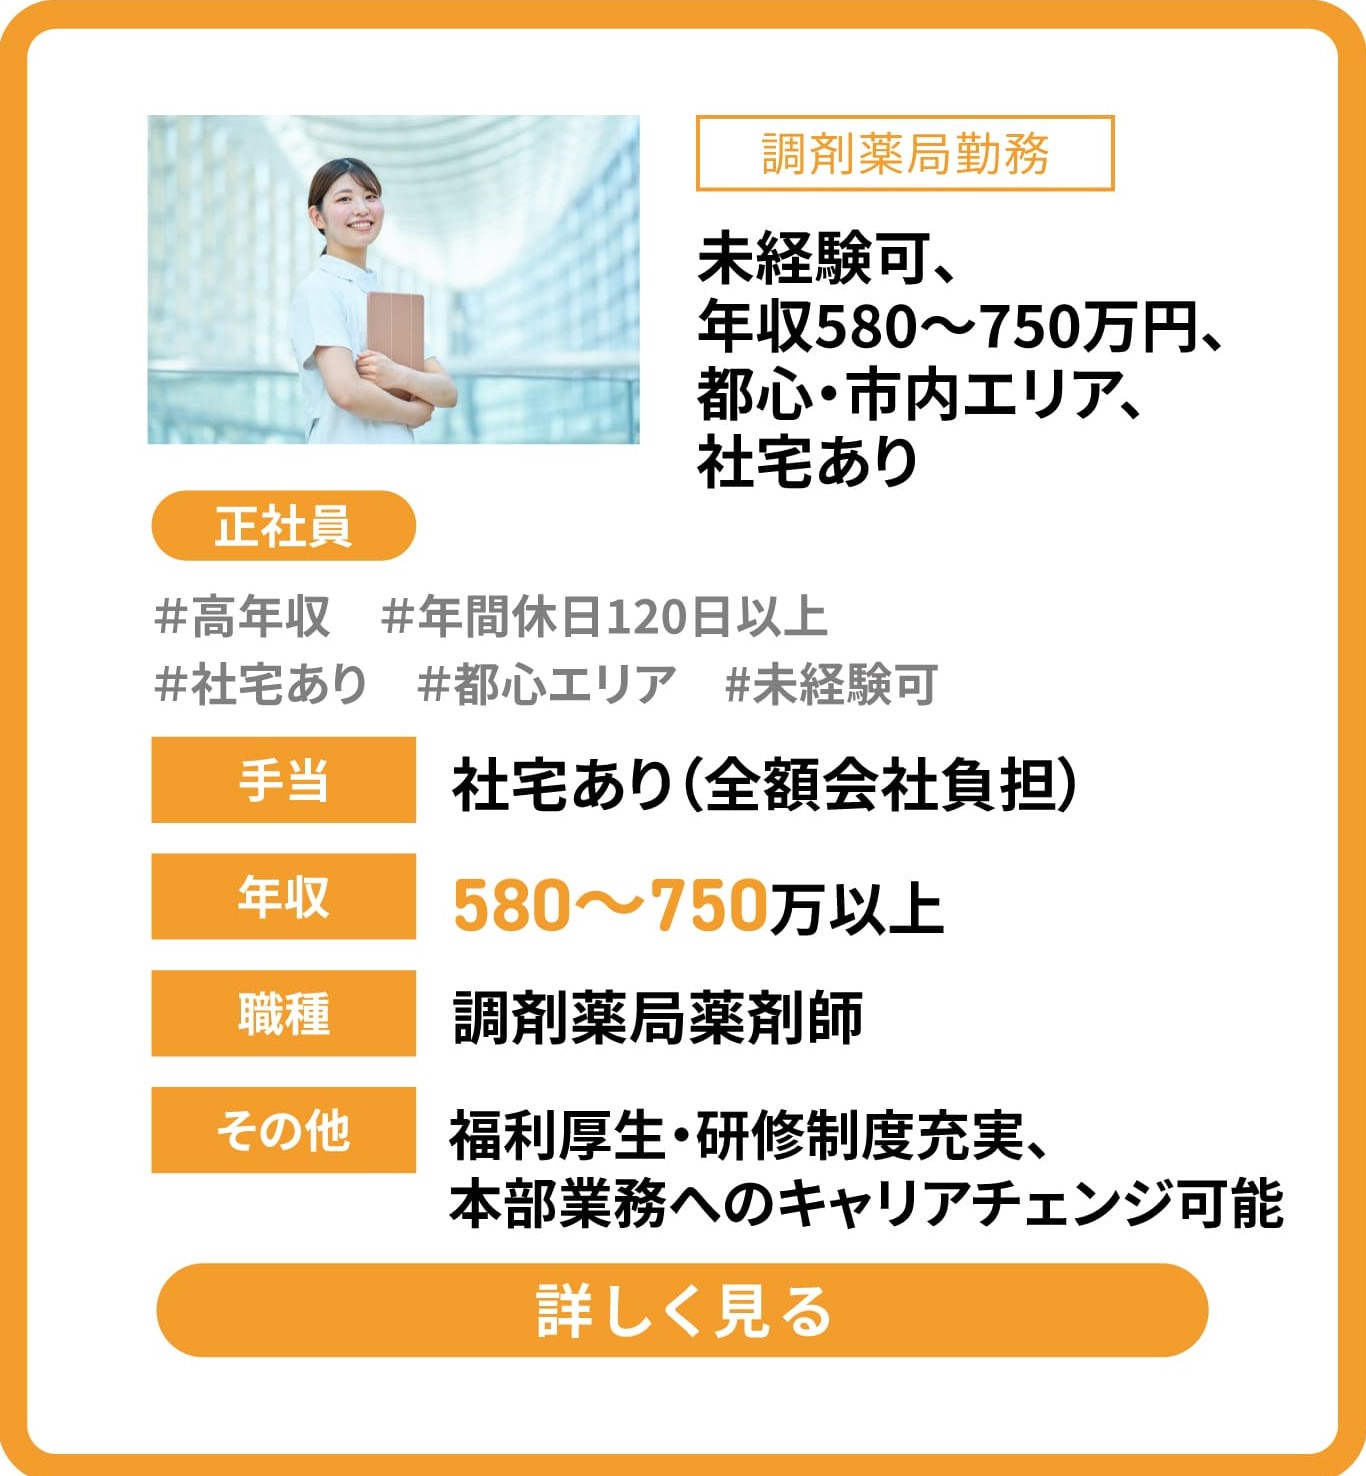 調剤薬局勤務
未経験可、
年収580〜750万円、
都心・市内エリア、
社宅あり
正社員
＃高年収　＃年間休日120日以上
＃社宅あり　＃都心エリア　#未経験可
手当
社宅あり（全額会社負担）
年収
580〜750万以上
職種
調剤薬局薬剤師
その他
福利厚生・研修制度充実、
本部業務へのキャリアチェンジ可能
詳しく見る